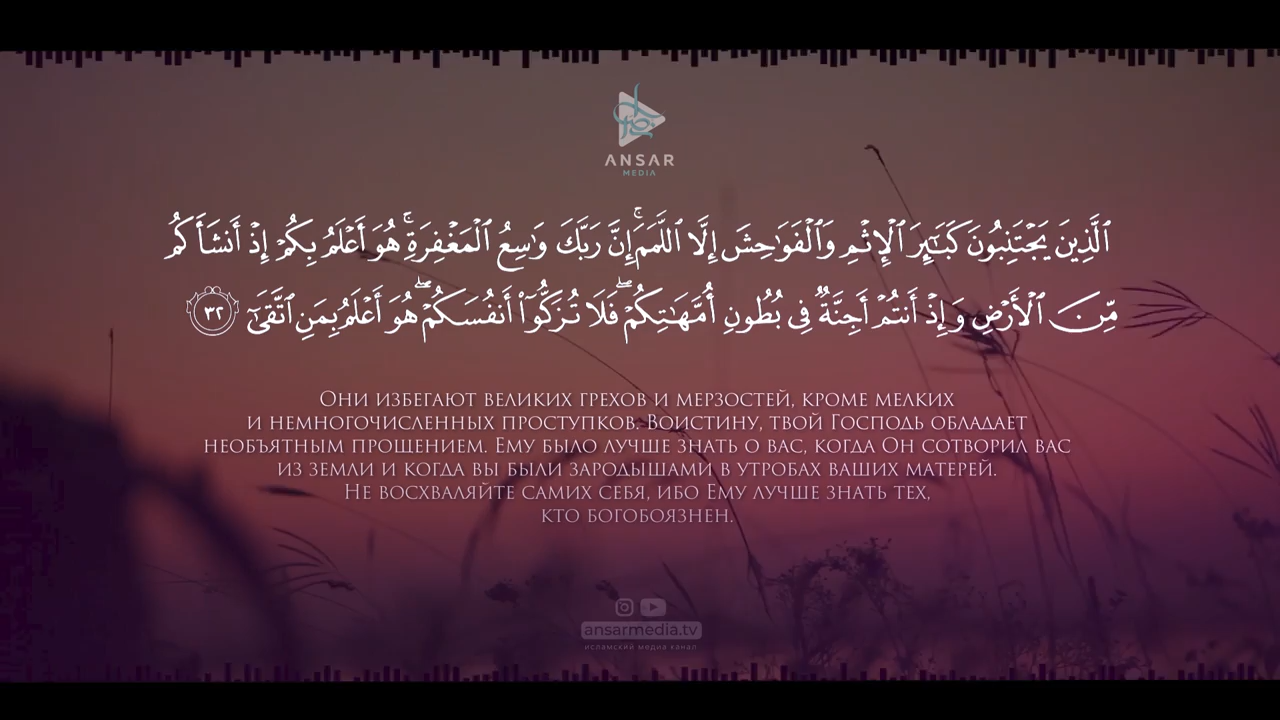 ANSAR
MEDIA
ٱلَّذِينَ يَجْتَنِبُونَ كَبَـٰٓئِرَ ٱلْإِثْمِ وَٱلْفَوَٰحِشَ إِلَّا ٱللَّمَمَ ۚ إِنَّ رَبَّكَ وَٰسِعُ ٱلْمَغْفِرَةِ ۚ هُوَ أَعْلَمُ بِكُمْ إِذْ أَنشَأَكُم
مِّنَ ٱلْأَرْضِ وَإِذْ أَنتُمْ أَجِنَّةٌ فِى بُطُونِ أُمَّهَـٰتِكُمْ ۖ فَلَا تُزَكُّوٓا۟ أَنفُسَكُمْ ۖ هُوَ أَعْلَمُ بِمَنِ ٱتَّقَىٰٓ ٣٢
Они избегают великих грехов и мерзостей, кроме мелких
и немногочисленных проступков. Воистину, твой Господь обладает
необъятным прощением. Ему было лучше знать о вас, когда Он сотворил вас
из земли и когда вы были зародышами в утробах ваших матерей.
Не восхваляйте самих себя, ибо Ему лучше знать тех,
кто богобоязнен.
ansarmedia.tv
исламский медиа канал